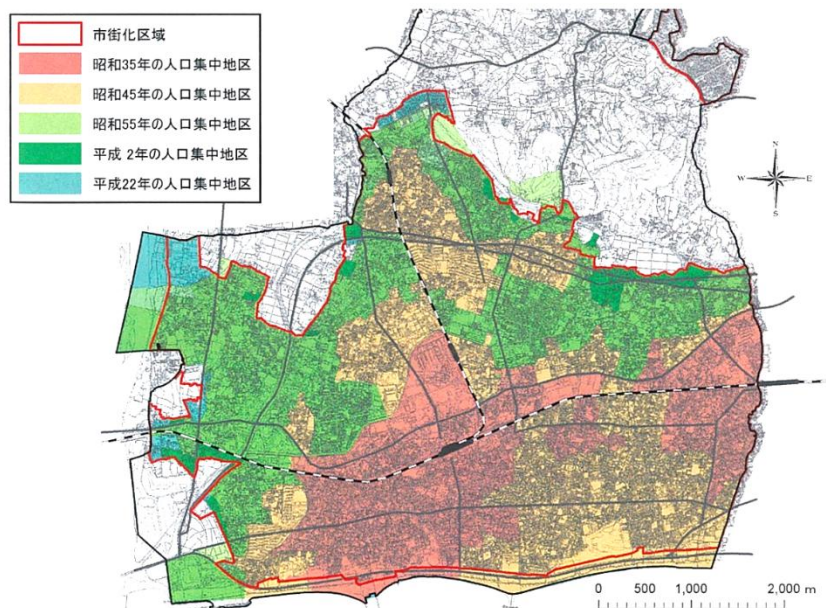 市街化区域
昭和35年の人口集中地区
昭和45年の人口集中地区
昭和55年の人口集中地区
平成 2年の人口集中地区
平成22年の人口集中地区
N
W E
S
0 500 1,000 2,000 m